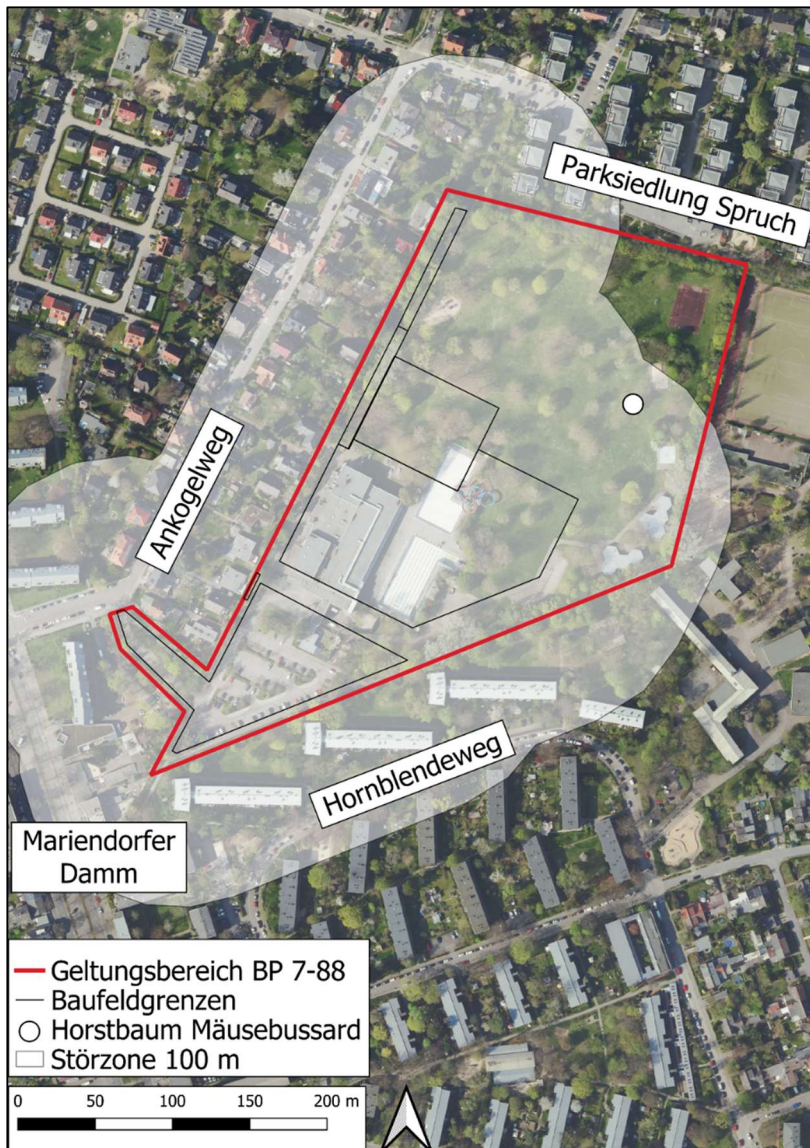 Parksiedlung Spruch
Ankogelweg
Hornblendeweg
Mariendorfer
Damm
Geltungsbereich BP 7-88
Baufeldgrenzen
Horstbaum Mäusebussard
Störzone 100 m
0 50 100 150 200 m